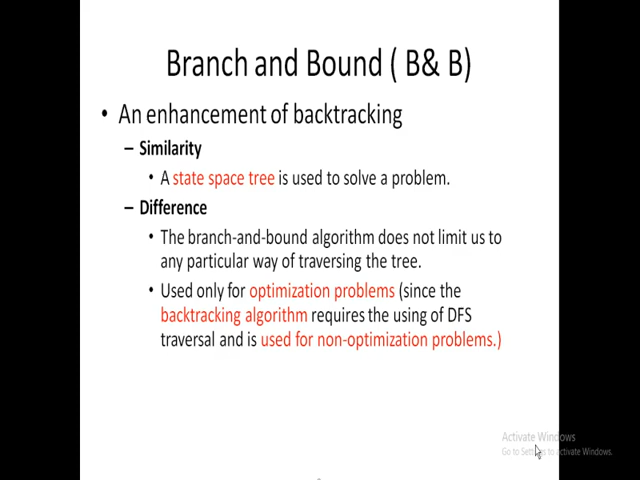 Branch and Bound ( B& B)
• An enhancement of backtracking
– Similarity
• A state space tree is used to solve a problem.
– Difference
• The branch-and-bound algorithm does not limit us to
any particular way of traversing the tree.
• Used only for optimization problems (since the
backtracking algorithm requires the using of DFS
traversal and is used for non-optimization problems.)
Activate Windows
Go to Settings to activate Windows.